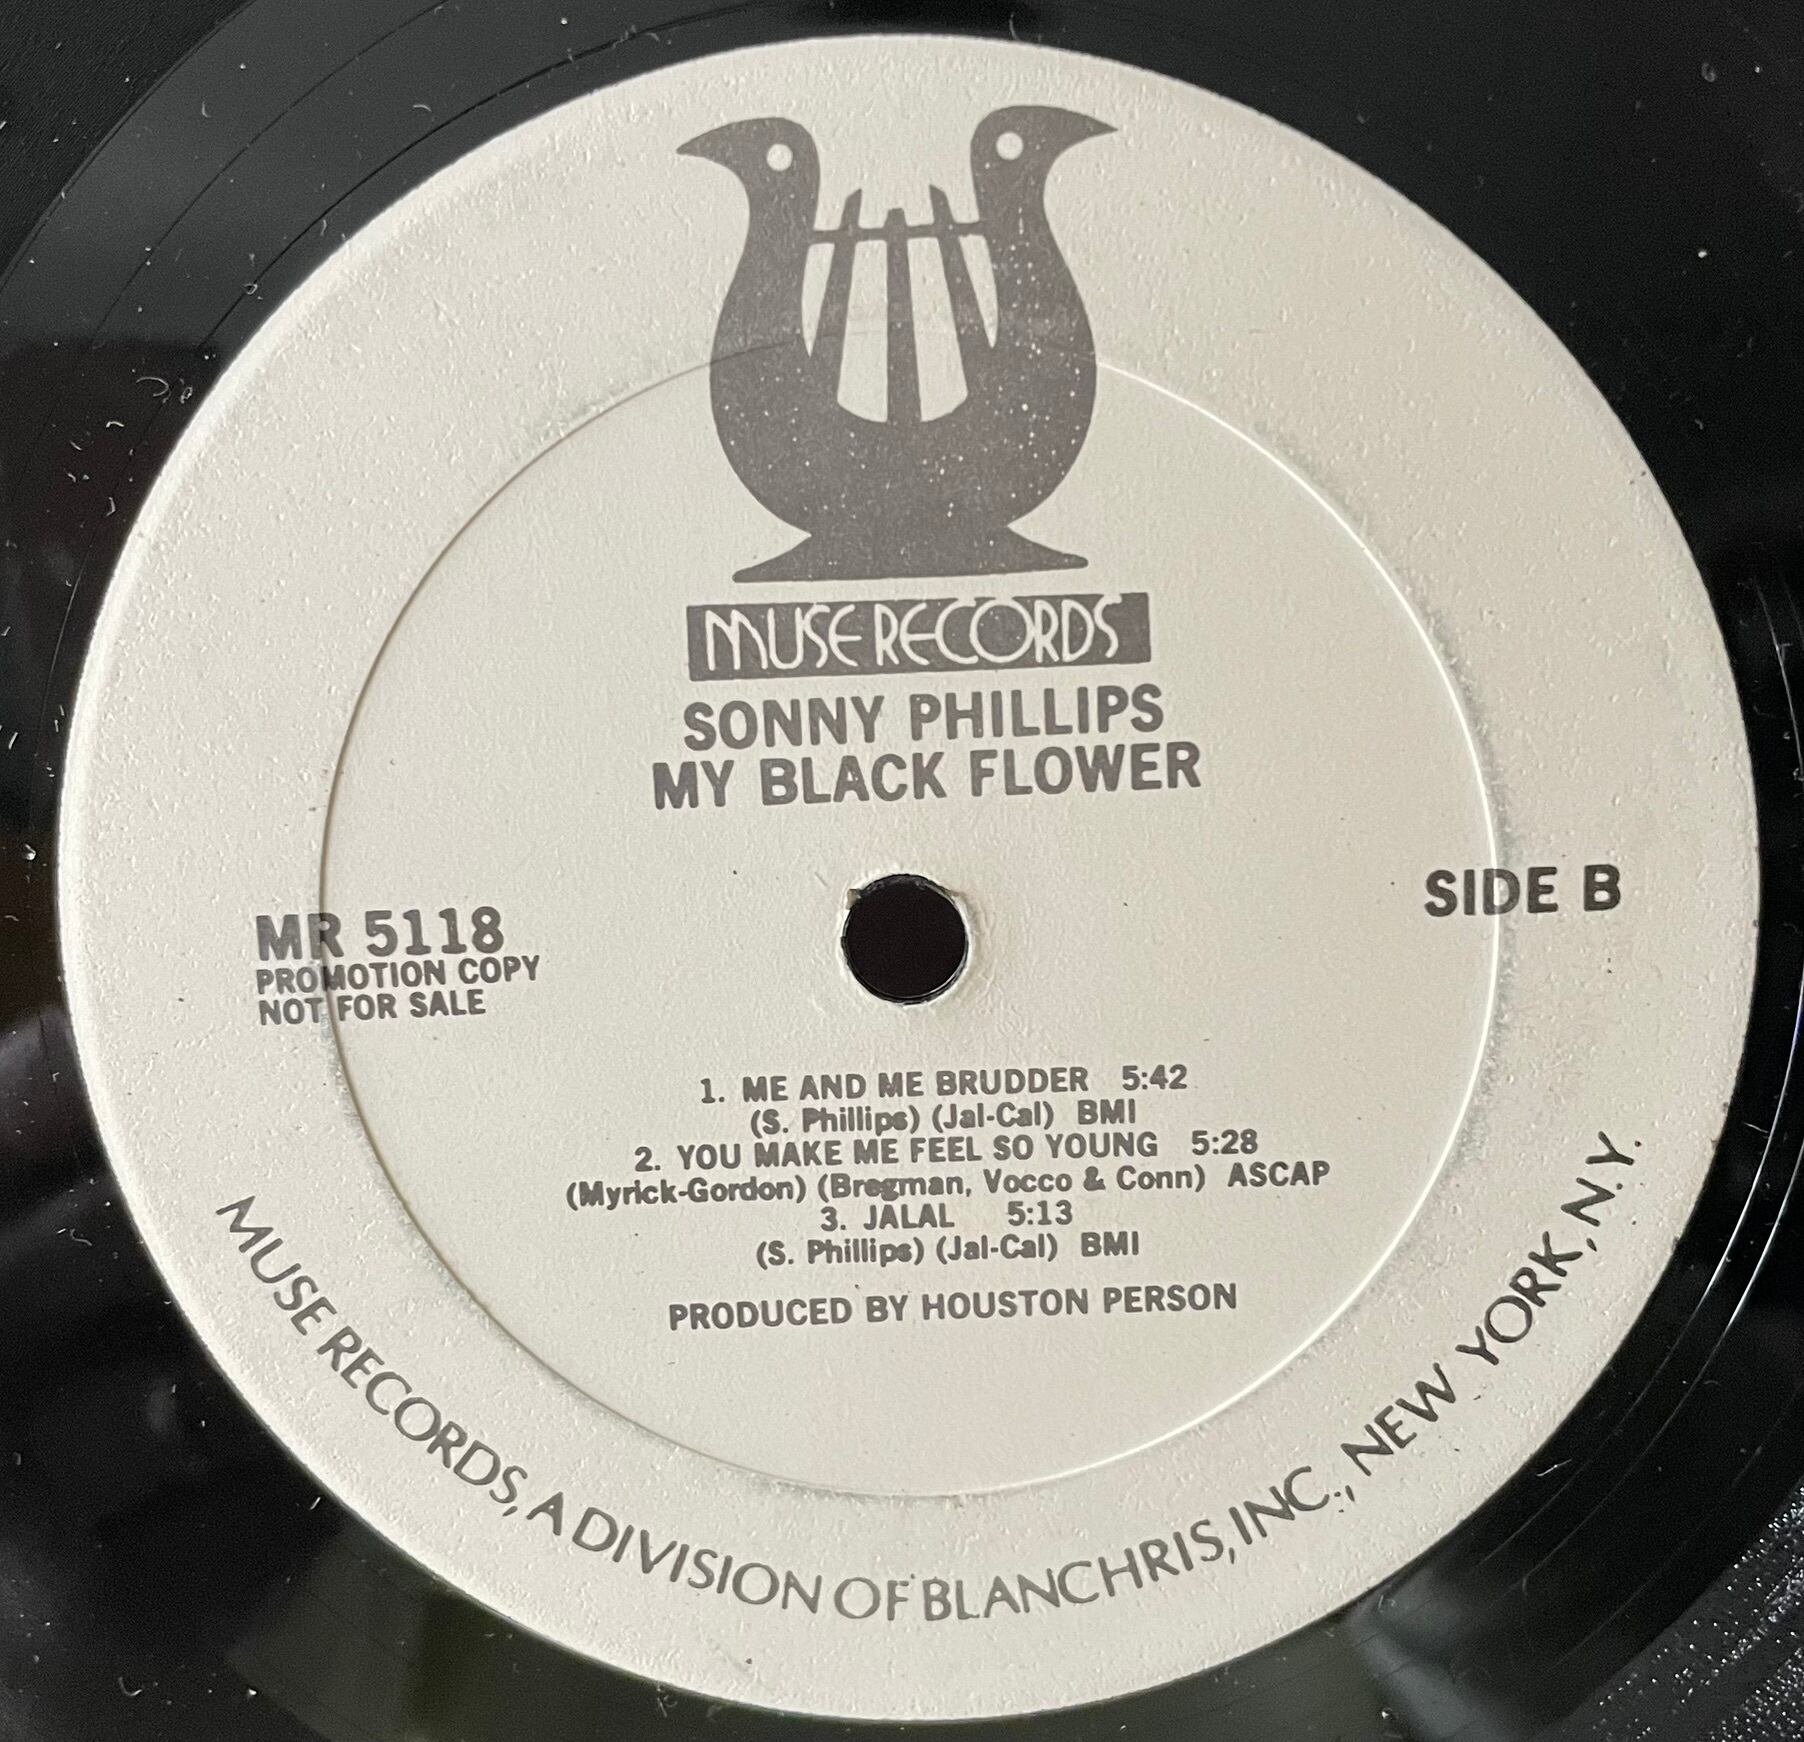 MUSE RECORDS
SONNY PHILLIPS
MY BLACK FLOWER
MR 5118
PROMOTION COPY
NOT FOR SALE
SIDE B
1. ME AND ME BRUDDER 5:42
(S. Phillips) (Jal-Cal) BMI
2. YOU MAKE ME FEEL SO YOUNG 5:28
(Myrick-Gordon) (Bregman, Vocco & Conn) ASCAP
3. JALAL 5:13
(S. Phillips) (Jal-Cal) BMI
PRODUCED BY HOUSTON PERSON
MUSE RECORDS, A DIVISION OF BLANCHRIS, INC., NEW YORK, N.Y.